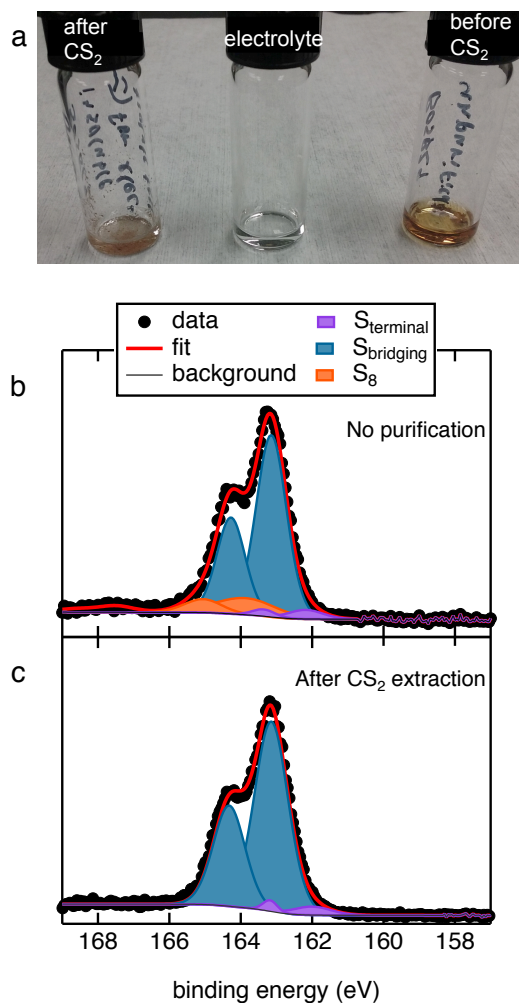 a
after
CS2
electrolyte
before
CS2
data
fit
background
Sterminal
Sbridging
S8
b
No purification
c
After CS2 extraction
168 166 164 162 160 158
binding energy (eV)